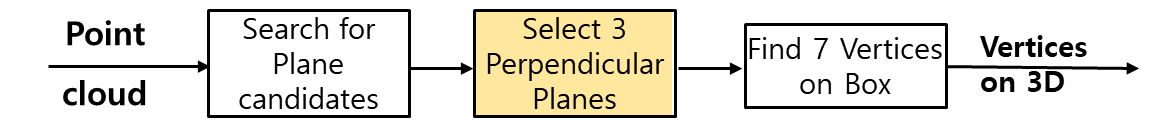 Point
cloud
Search for
Plane
candidates
Select 3
Perpendicular
Planes
Find 7 Vertices
on Box
Vertices
on 3D